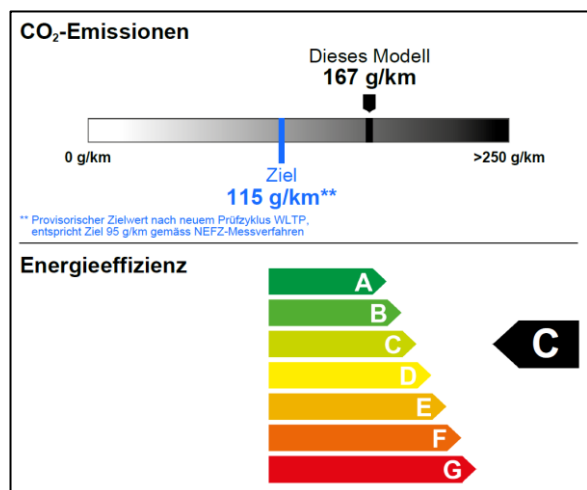 CO₂-Emissionen
Dieses Modell
167 g/km
0 g/km
>250 g/km
Ziel
115 g/km**
** Provisorischer Zielwert nach neuem Prüfzyklus WLTP,
entspricht Ziel 95 g/km gemäss NEFZ-Messverfahren
Energieeffizienz
A
B
C
C
D
E
F
G